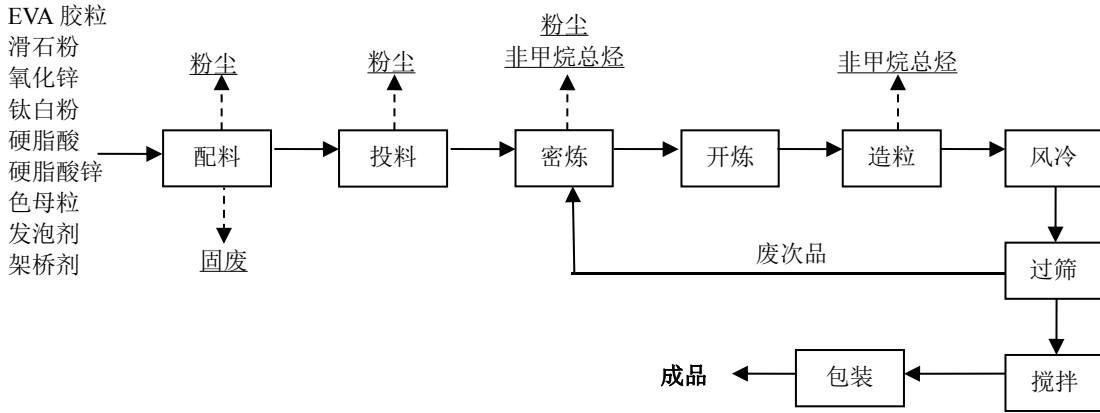 EVA 胶粒
滑石粉
氧化锌
钛白粉
硬脂酸
硬脂酸锌
色母粒
发泡剂
架桥剂
粉尘
粉尘
粉尘
非甲烷总烃
非甲烷总烃
配料
投料
密炼
开炼
造粒
风冷
固废
废次品
过筛
成品
包装
搅拌